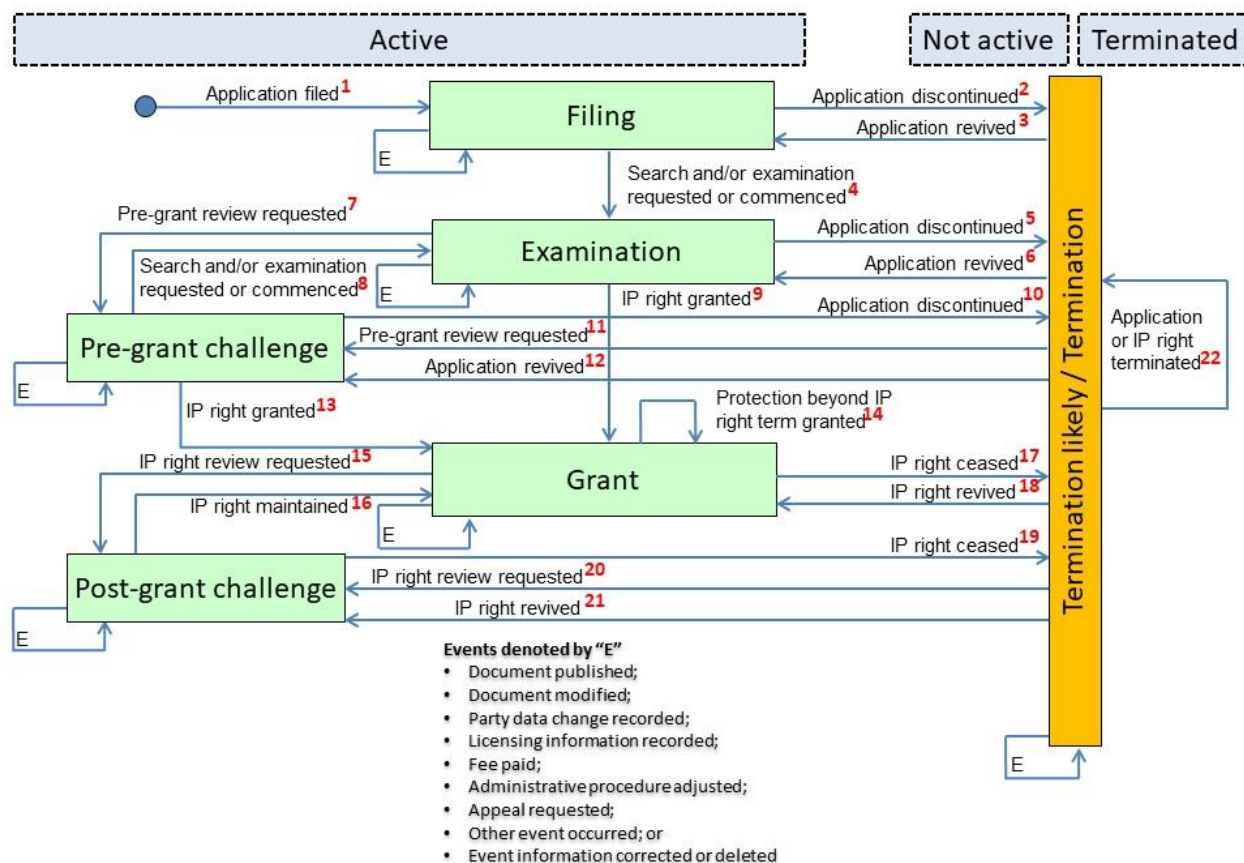 Active
Not active
Terminated
Application filed1
Filing
Application discontinued2
Application revived3
E
Search and/or examination
requested or commenced4
Pre-grant review requested7
Examination
Application discontinued5
Application revived6
Search and/or examination
requested or commenced8
E
IP right granted9
Application discontinued10
Pre-grant challenge
Pre-grant review requested11
Application revived12
Application
or IP right
terminated22
E
IP right granted13
Protection beyond IP
right term granted14
IP right review requested15
Grant
IP right ceased17
IP right revived18
IP right maintained16
E
IP right ceased19
Post-grant challenge
IP right review requested20
IP right revived21
E
Termination likely / Termination
E
Events denoted by “E”
• Document published;
• Document modified;
• Party data change recorded;
• Licensing information recorded;
• Fee paid;
• Administrative procedure adjusted;
• Appeal requested;
• Other event occurred; or
• Event information corrected or deleted